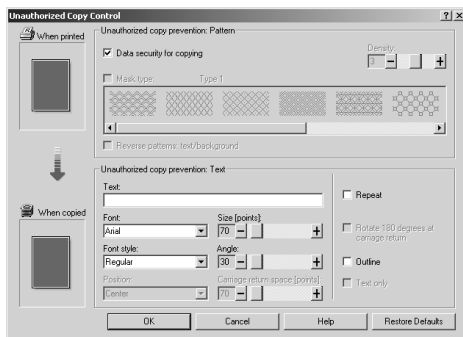 Unauthorized Copy Control
When printed
When copied
Unauthorized copy prevention: Pattern
Data security for copying
Density:
3
Mask type:
Type 1
Reverse patterns: text/background
Unauthorized copy prevention: Text
Text:
Font:
Arial
Size [points]:
70
Font style:
Regular
Angle:
30
Position:
Center
Carriage return space [points]:
70
Repeat
Rotate 180 degrees at
carriage return
Outline
Text only
OK
Cancel
Help
Restore Defaults